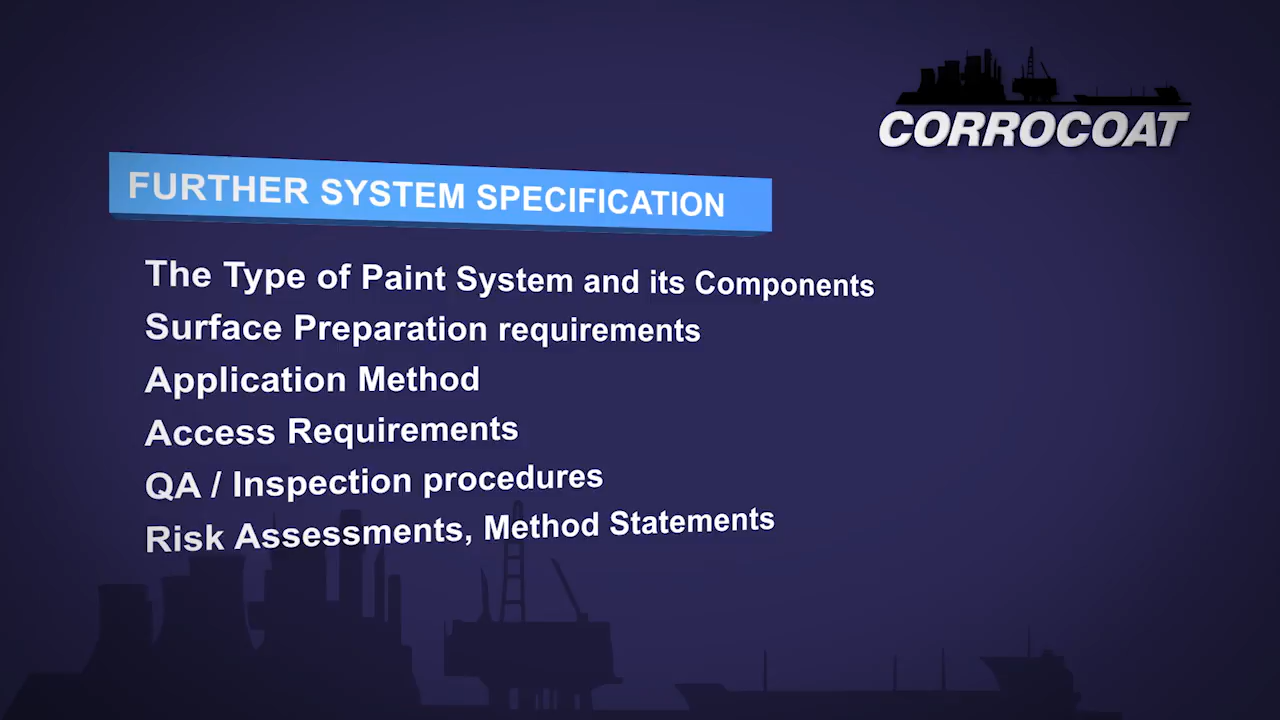 CORROCOAT
FURTHER SYSTEM SPECIFICATION
The Type of Paint System and its Components
Surface Preparation requirements
Application Method
Access Requirements
QA / Inspection procedures
Risk Assessments, Method Statements